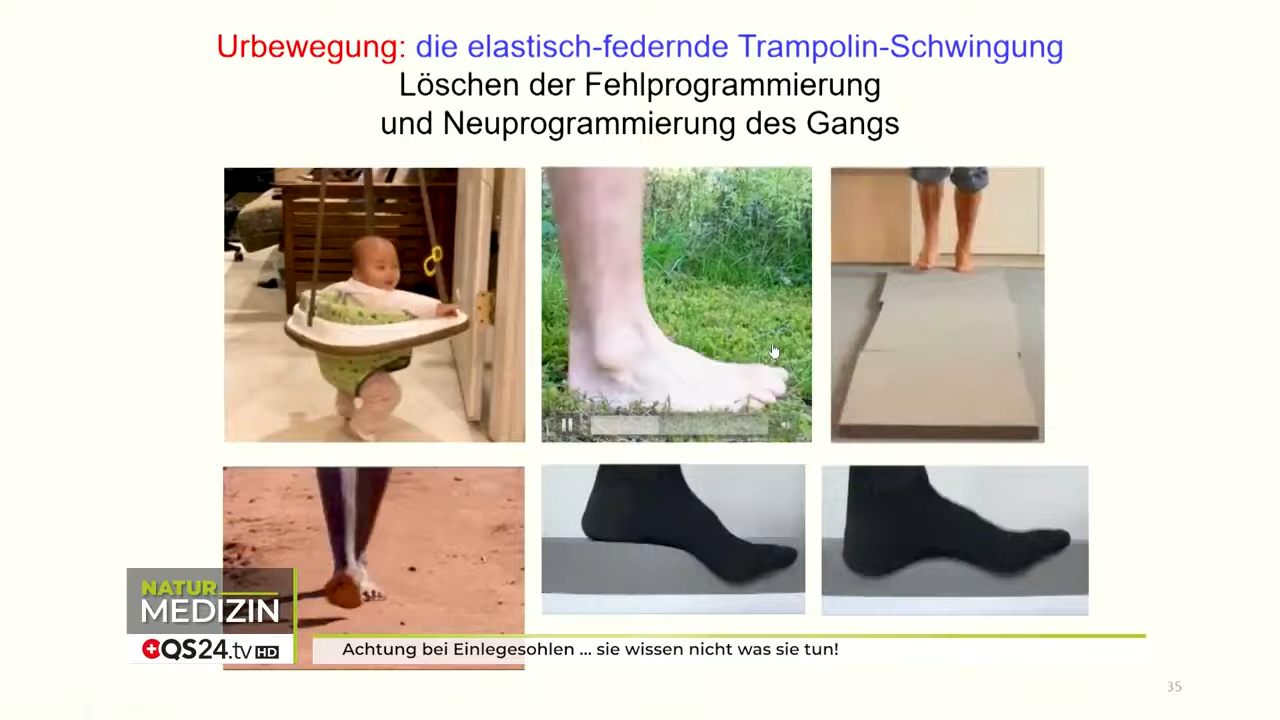 Urbewegung: die elastisch-federnde Trampolin-Schwingung
Löschen der Fehlprogrammierung
und Neuprogrammierung des Gangs
NATUR
MEDIZIN
QS24.tv HD
Achtung bei Einlegesohlen ... sie wissen nicht was sie tun!
35